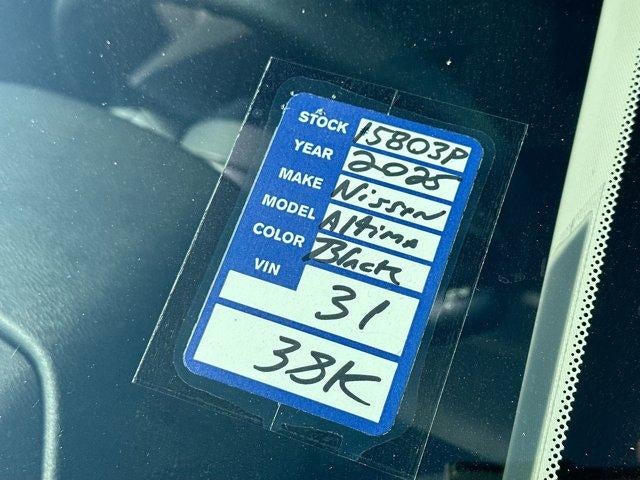 STOCK 15803P
YEAR 2025
MAKE Nissan
MODEL Altima
COLOR Black
VIN
31
38K